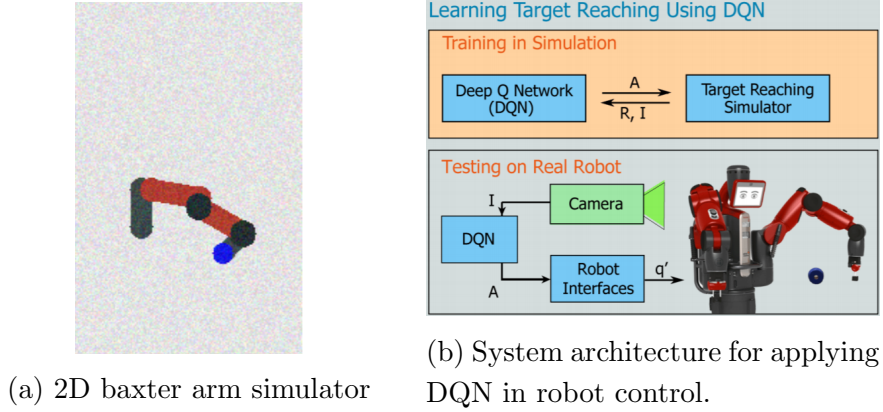 Learning Target Reaching Using DQN
Training in Simulation
Deep Q Network
(DQN)
A
R, I
Target Reaching
Simulator
Testing on Real Robot
I
Camera
DQN
A
Robot
Interfaces
q'
(a) 2D baxter arm simulator
(b) System architecture for applying
DQN in robot control.